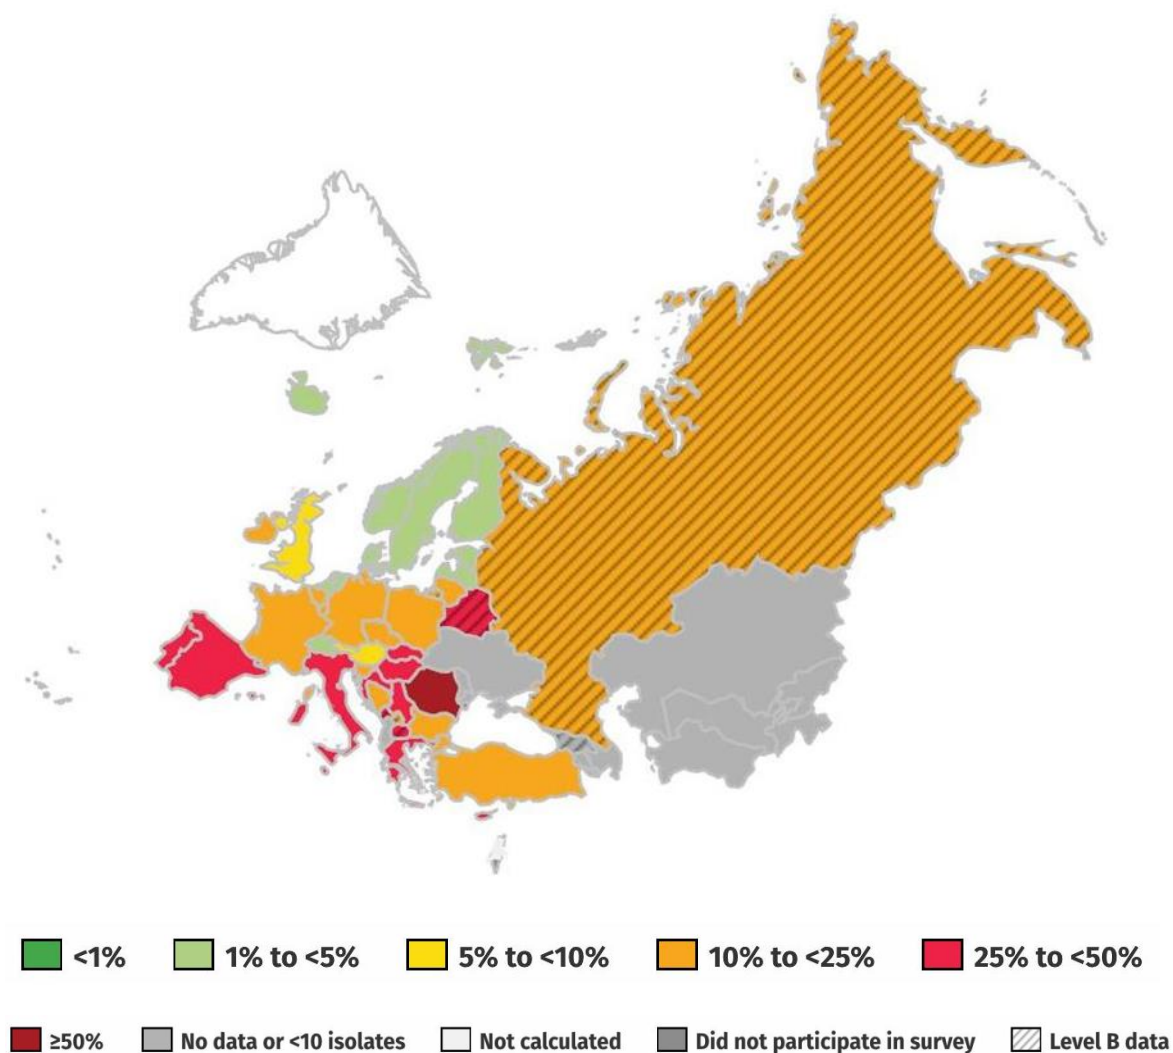 <1% 1% to <5% 5% to <10% 10% to <25% 25% to <50%
≥50% No data or <10 isolates Not calculated Did not participate in survey Level B data